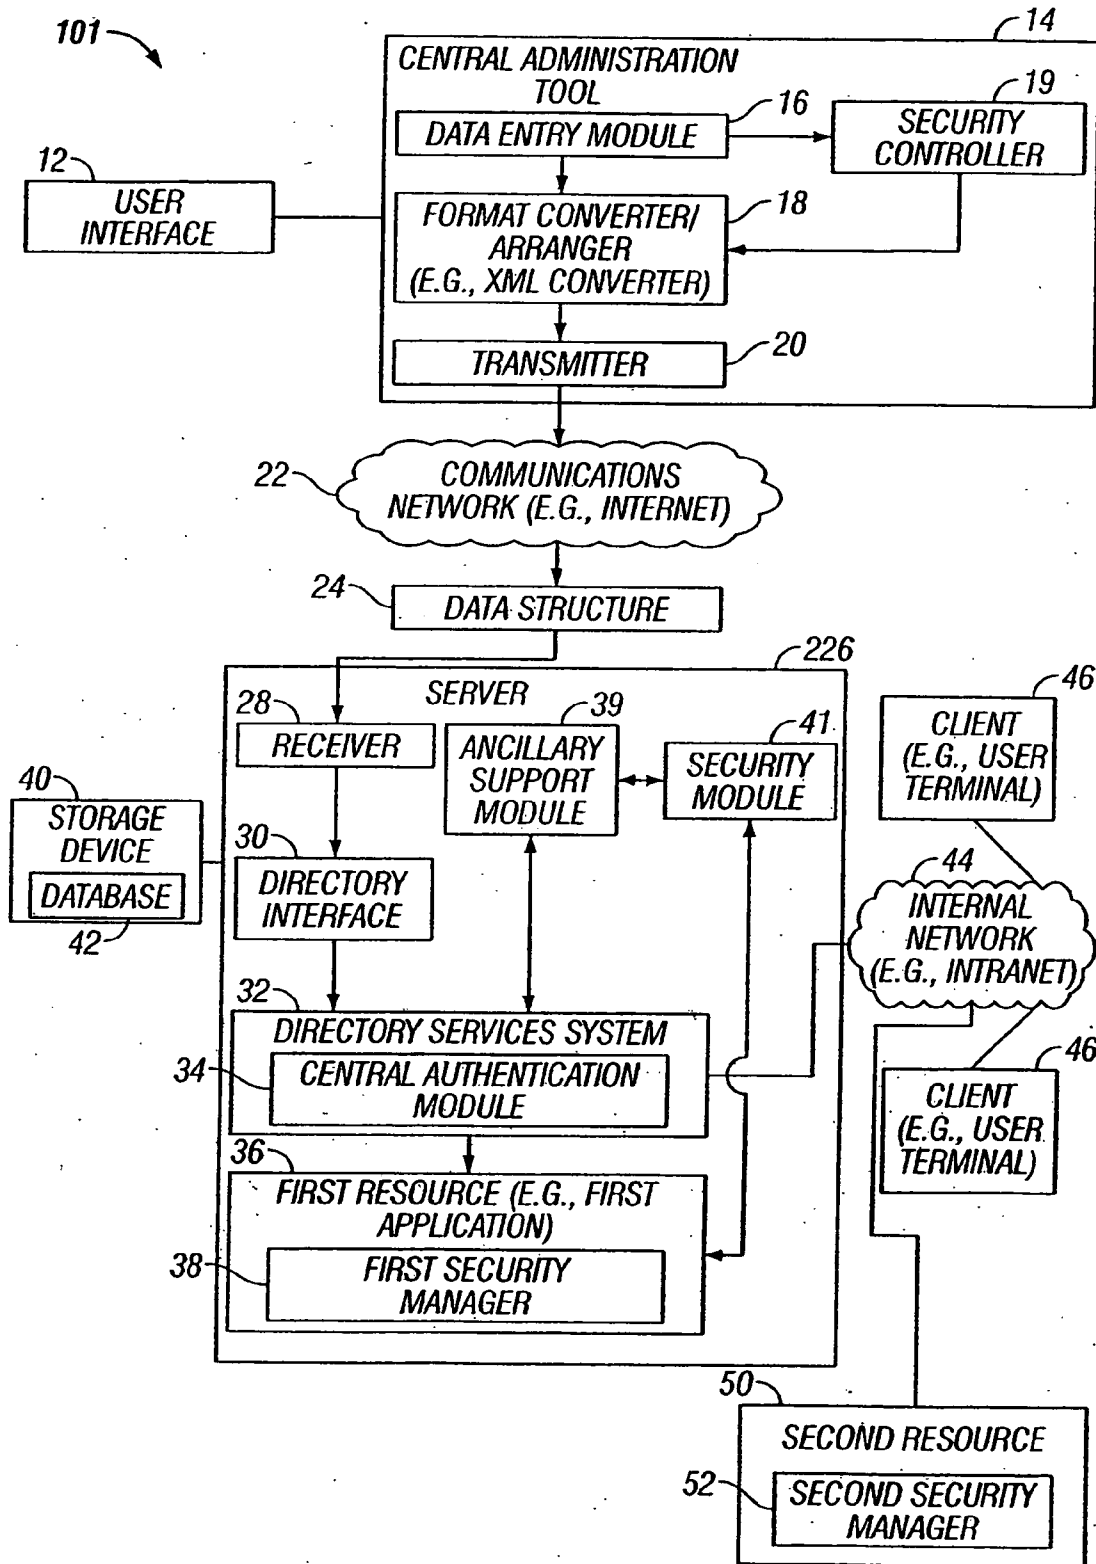 101
14
CENTRAL ADMINISTRATION
TOOL
16
19
DATA ENTRY MODULE
SECURITY
CONTROLLER
12
USER
INTERFACE
18
FORMAT CONVERTER/
ARRANGER
(E.G., XML CONVERTER)
20
TRANSMITTER
22
COMMUNICATIONS
NETWORK (E.G., INTERNET)
24
DATA STRUCTURE
226
SERVER
28
RECEIVER
39
ANCILLARY
SUPPORT
MODULE
41
SECURITY
MODULE
46
CLIENT
(E.G., USER
TERMINAL)
40
STORAGE
DEVICE
DATABASE
42
30
DIRECTORY
INTERFACE
44
INTERNAL
NETWORK
(E.G., INTRANET)
32
DIRECTORY SERVICES SYSTEM
34
CENTRAL AUTHENTICATION
MODULE
46
CLIENT
(E.G., USER
TERMINAL)
36
FIRST RESOURCE (E.G., FIRST
APPLICATION)
38
FIRST SECURITY
MANAGER
50
SECOND RESOURCE
52
SECOND SECURITY
MANAGER